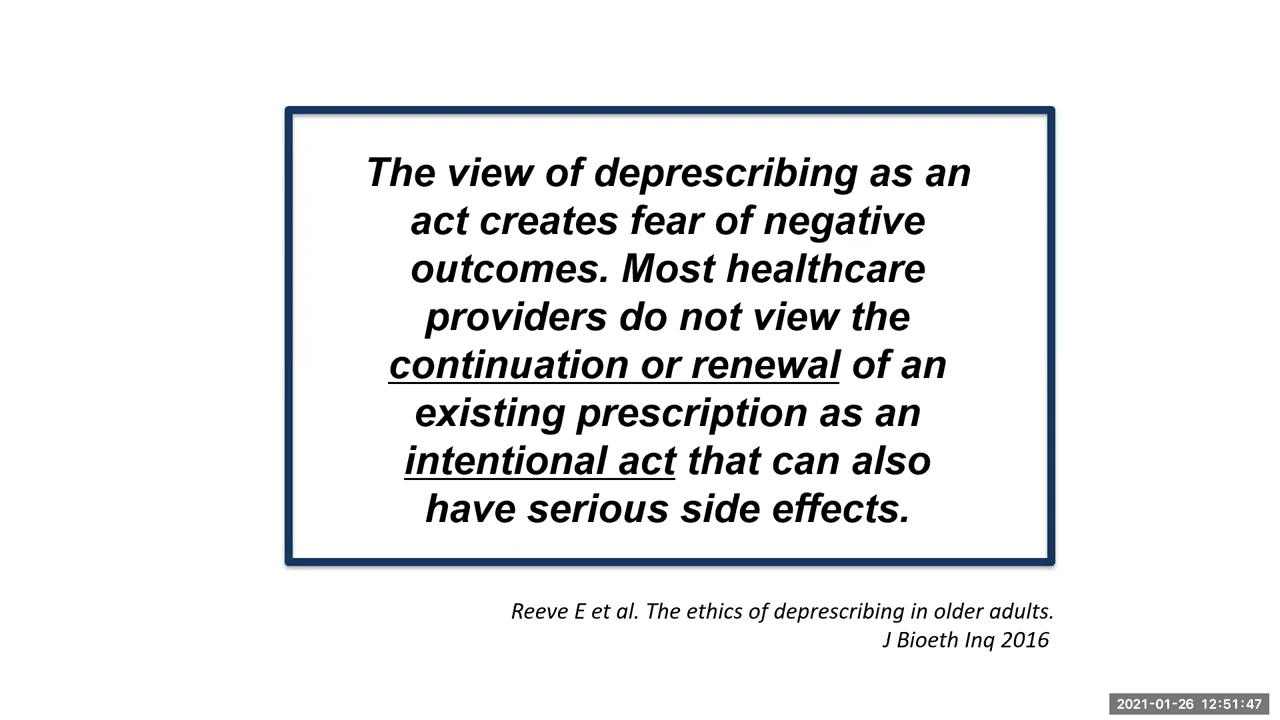 The view of deprescribing as an
act creates fear of negative
outcomes. Most healthcare
providers do not view the
continuation or renewal of an
existing prescription as an
intentional act that can also
have serious side effects.
Reeve E et al. The ethics of deprescribing in older adults.
J Bioeth Inq 2016
2021-01-26 12:51:47